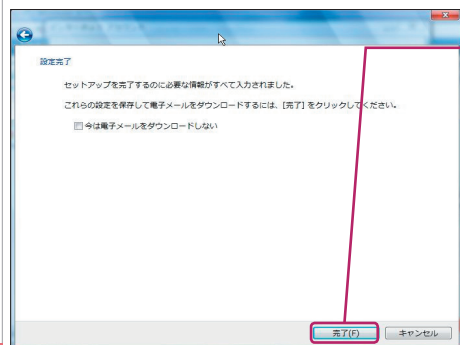 設定完了
セットアップを完了するのに必要な情報がすべて入力されました。
これらの設定を保存して電子メールをダウンロードするには、[完了] をクリックしてください。
今は電子メールをダウンロードしない
完了(F)
キャンセル